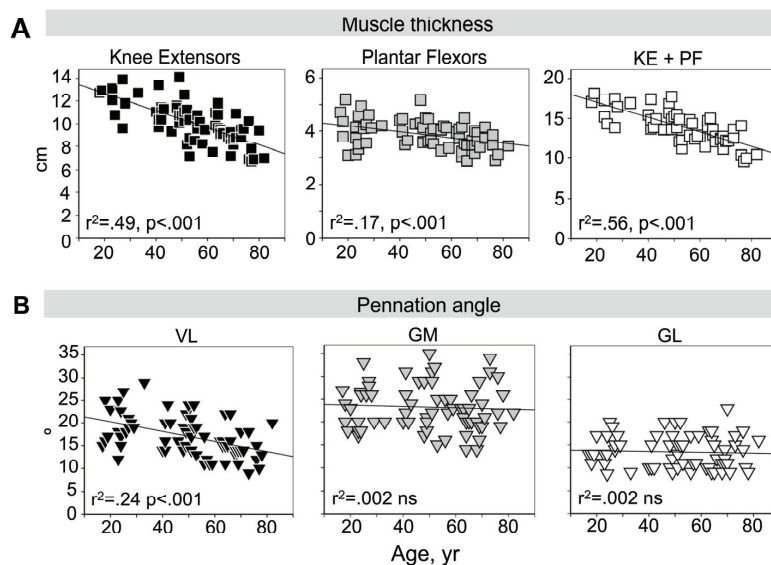 A
Muscle thickness
Knee Extensors
Plantar Flexors
KE + PF
cm
14
12
10
8
6
4
2
0
r²=.49, p<.001
20 40 60 80
6
4
2
0
r²=.17, p<.001
20 40 60 80
20
15
10
5
0
r²=.56, p<.001
20 40 60 80
B
Pennation angle
VL
GM
GL
o
35
30
25
20
15
10
5
0
r²=.24 p<.001
20 40 60 80
r²=.002 ns
20 40 60 80
r²=.002 ns
20 40 60 80
Age, yr